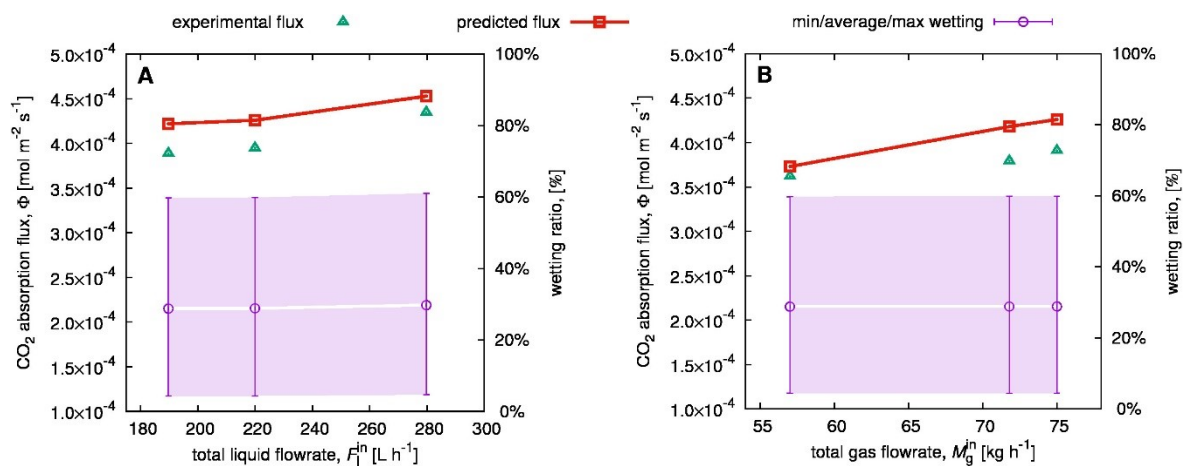 experimental flux
predicted flux
min/average/max wetting
A
CO₂ absorption flux, Φ [mol m⁻² s⁻¹]
5.0×10⁻⁴
4.5×10⁻⁴
4.0×10⁻⁴
3.5×10⁻⁴
3.0×10⁻⁴
2.5×10⁻⁴
2.0×10⁻⁴
1.5×10⁻⁴
1.0×10⁻⁴
100%
80%
60%
40%
20%
0%
wetting ratio, [%]
180 200 220 240 260 280 300
total liquid flowrate, Fₗⁱⁿ [L h⁻¹]
B
CO₂ absorption flux, Φ [mol m⁻² s⁻¹]
5.0×10⁻⁴
4.5×10⁻⁴
4.0×10⁻⁴
3.5×10⁻⁴
3.0×10⁻⁴
2.5×10⁻⁴
2.0×10⁻⁴
1.5×10⁻⁴
1.0×10⁻⁴
100%
80%
60%
40%
20%
0%
wetting ratio, [%]
55 60 65 70 75
total gas flowrate, M_gⁱⁿ [kg h⁻¹]